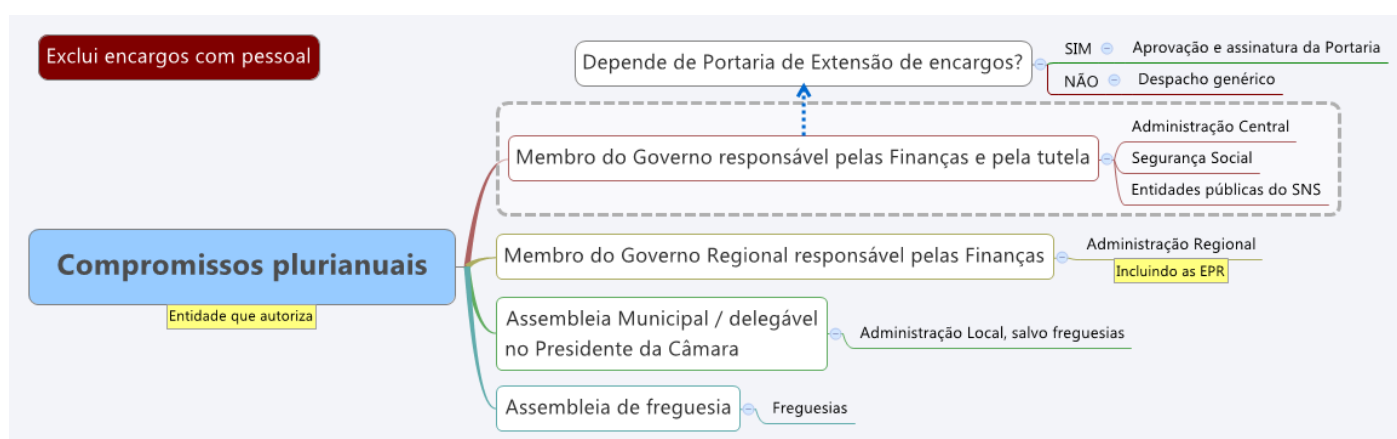 Exclui encargos com pessoal
Depende de Portaria de Extensão de encargos?
SIM
Aprovação e assinatura da Portaria
NÃO
Despacho genérico
Membro do Governo responsável pelas Finanças e pela tutela
Administração Central
Segurança Social
Entidades públicas do SNS
Compromissos plurianuais
Entidade que autoriza
Membro do Governo Regional responsável pelas Finanças
Administração Regional
Incluindo as EPR
Assembleia Municipal / delegável
no Presidente da Câmara
Administração Local, salvo freguesias
Assembleia de freguesia
Freguesias